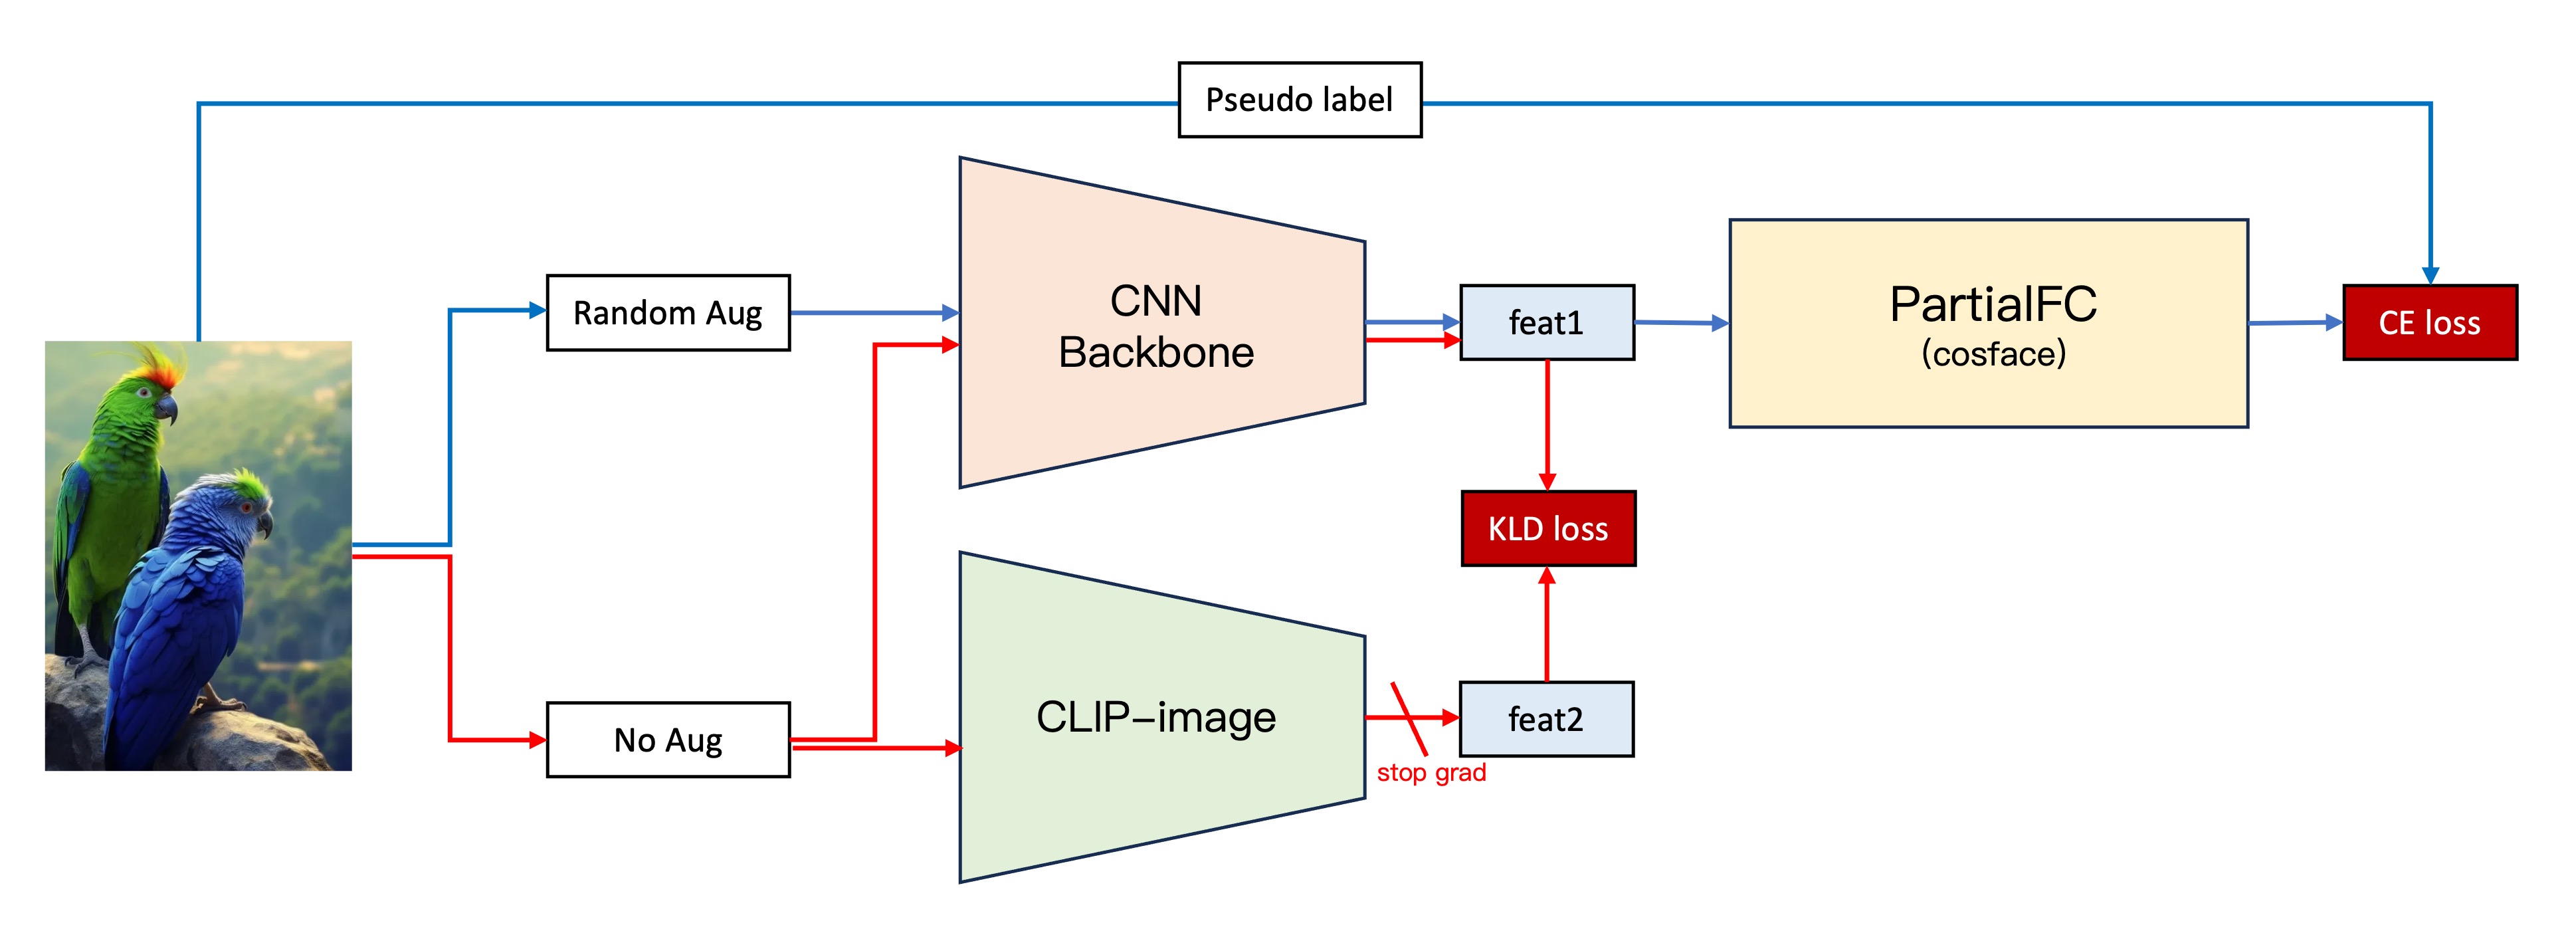 Pseudo label
Random Aug
CNN
Backbone
feat1
PartialFC
(cosface)
CE loss
KLD loss
No Aug
CLIP-image
feat2
stop grad